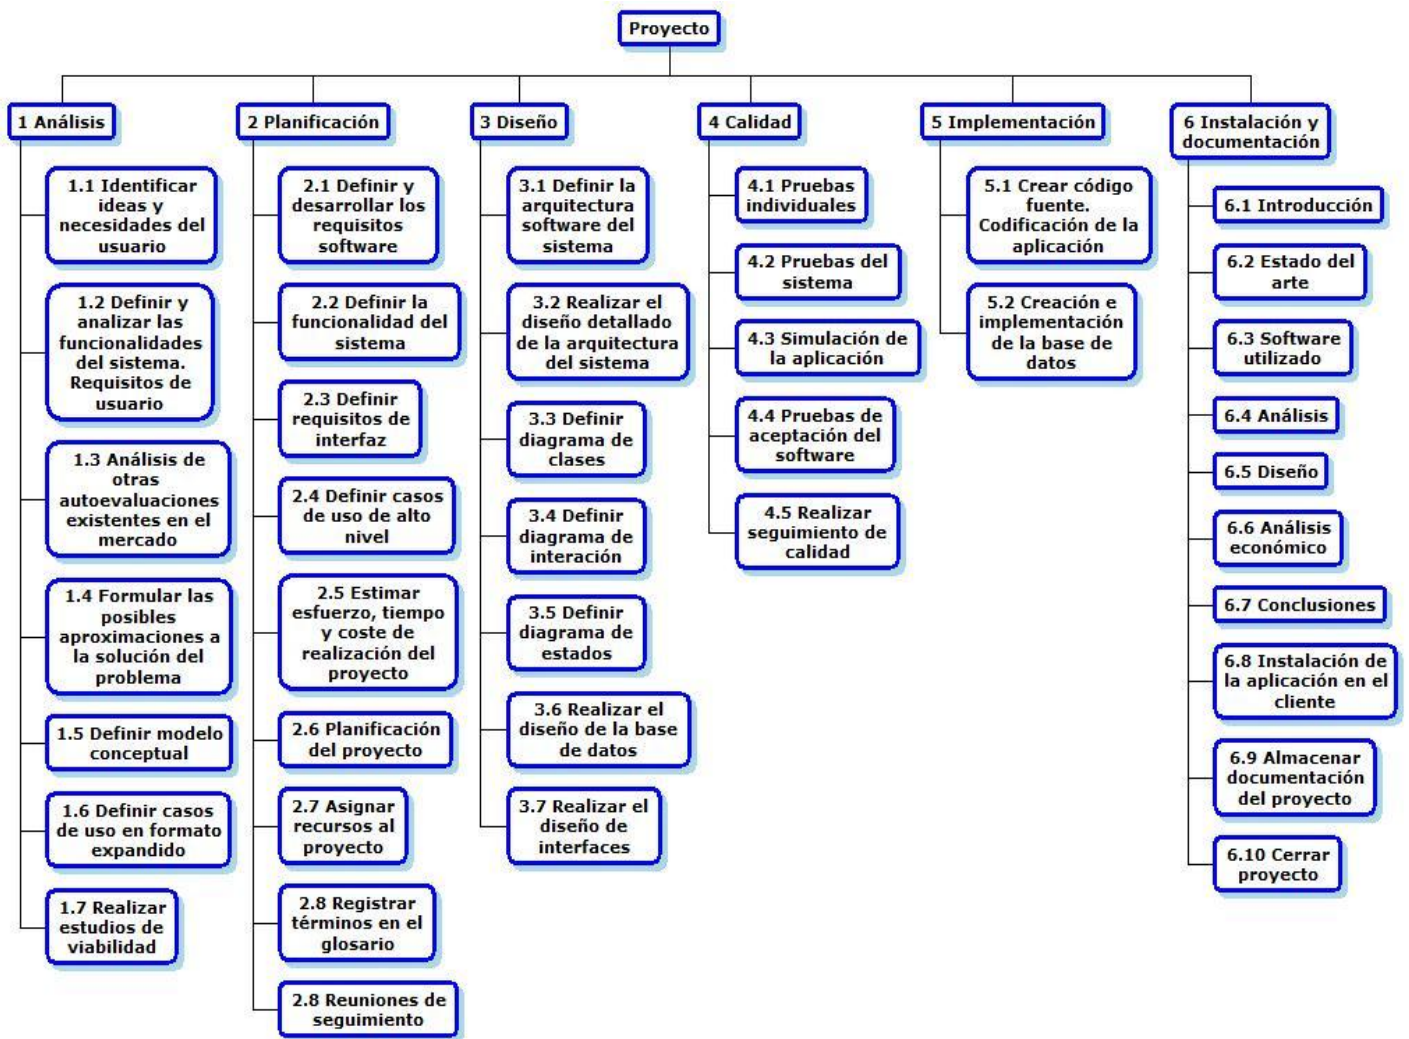 Proyecto
1 Análisis
1.1 Identificar
ideas y
necesidades del
usuario
1.2 Definir y
analizar las
funcionalidades
del sistema.
Requisitos de
usuario
1.3 Análisis de
otras
autoevaluaciones
existentes en el
mercado
1.4 Formular las
posibles
aproximaciones a
la solución del
problema
1.5 Definir modelo
conceptual
1.6 Definir casos
de uso en formato
expandido
1.7 Realizar
estudios de
viabilidad
2 Planificación
2.1 Definir y
desarrollar los
requisitos
software
2.2 Definir la
funcionalidad del
sistema
2.3 Definir
requisitos de
interfaz
2.4 Definir casos
de uso de alto
nivel
2.5 Estimar
esfuerzo, tiempo
y coste de
realización del
proyecto
2.6 Planificación
del proyecto
2.7 Asignar
recursos al
proyecto
2.8 Registrar
términos en el
glosario
2.8 Reuniones de
seguimiento
3 Diseño
3.1 Definir la
arquitectura
software del
sistema
3.2 Realizar el
diseño detallado
de la arquitectura
del sistema
3.3 Definir
diagrama de
clases
3.4 Definir
diagrama de
interación
3.5 Definir
diagrama de
estados
3.6 Realizar el
diseño de la base
de datos
3.7 Realizar el
diseño de
interfaces
4 Calidad
4.1 Pruebas
individuales
4.2 Pruebas del
sistema
4.3 Simulación de
la aplicación
4.4 Pruebas de
aceptación del
software
4.5 Realizar
seguimiento de
calidad
5 Implementación
5.1 Crear código
fuente.
Codificación de la
aplicación
5.2 Creación e
implementación
de la base de
datos
6 Instalación y
documentación
6.1 Introducción
6.2 Estado del
arte
6.3 Software
utilizado
6.4 Análisis
6.5 Diseño
6.6 Análisis
económico
6.7 Conclusiones
6.8 Instalación de
la aplicación en el
cliente
6.9 Almacenar
documentación
del proyecto
6.10 Cerrar
proyecto